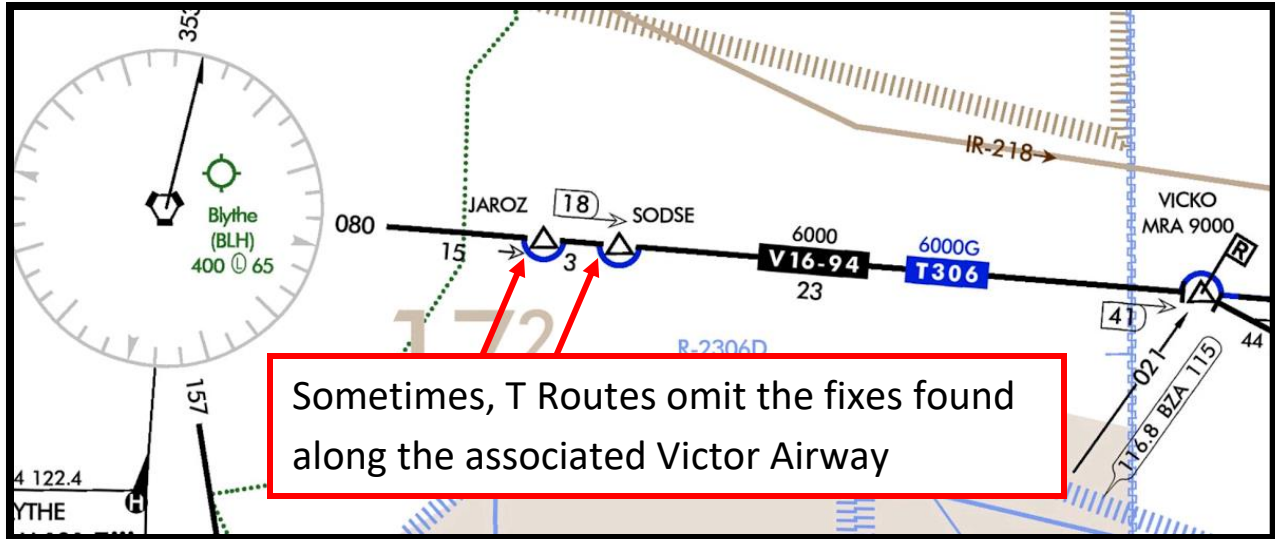 353
Blythe
(BLH)
400 Ⓛ 65
080
JAROZ
18
SODSE
15
3
6000
V16-94
23
6000G
T306
IR-218→
VICKO
MRA 9000
R
41
44
172
R-2306D
021
116.8 BZA 115
157
Sometimes, T Routes omit the fixes found
along the associated Victor Airway
4 122.4
H
YTHE